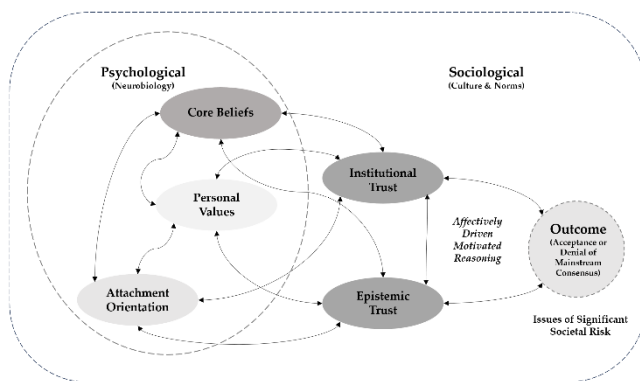 Psychological
(Neurobiology)
Sociological
(Culture & Norms)
Core Beliefs
Institutional
Trust
Personal
Values
Affectively
Driven
Motivated
Reasoning
Outcome
(Acceptance or
Denial of
Mainstream
Consensus)
Attachment
Orientation
Epistemic
Trust
Issues of Significant
Societal Risk